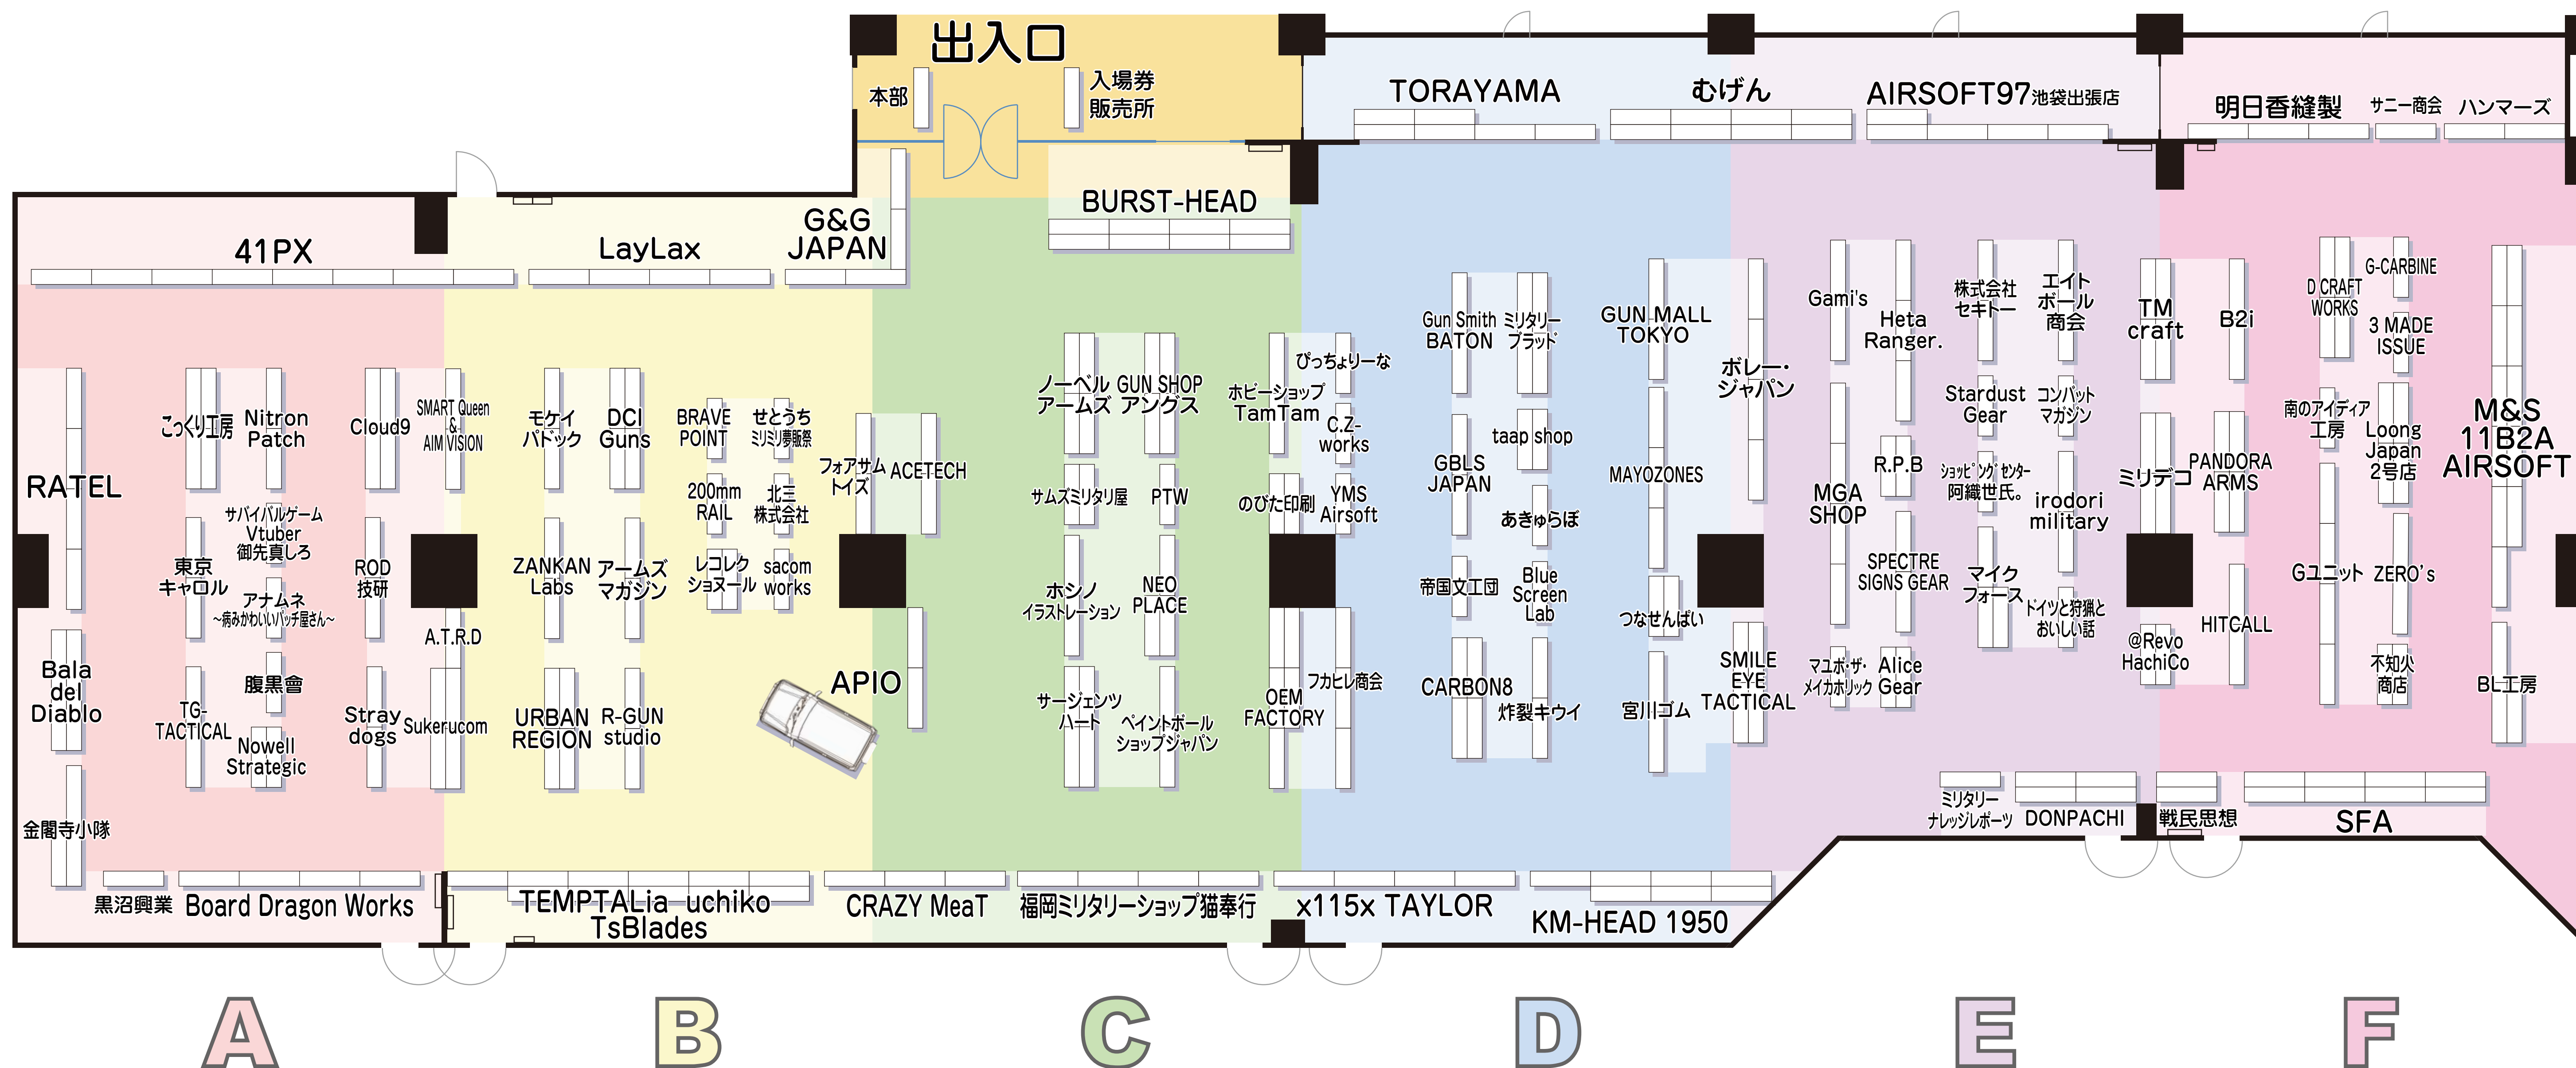 出入口
本部
入場券
販売所
TORAYAMA
むげん
AIRSOFT97池袋出張店
明日香縫製
サニー商会
ハンマーズ
41PX
LayLax
G&G
JAPAN
BURST-HEAD
RATEL
Bala
del
Diablo
金閣寺小隊
こっくり工房
Nitron
Patch
サバイバルゲーム
Vtuber
御先真しろ
東京
キャロル
アナムネ
～病みかわいいパッチ屋さん～
腹黒會
TG-
TACTICAL
Nowell
Strategic
Cloud9
SMART Queen
&
AIM VISION
ROD
技研
A.T.R.D
Stray
dogs
Sukerucom
黒沼興業
Board Dragon Works
モケイ
パドック
DCI
Guns
BRAVE
POINT
せとうち
ミリミリ夢販祭
200mm
RAIL
北三
株式会社
ZANKAN
Labs
アームズ
マガジン
レコレク
ショヌール
sacom
works
URBAN
REGION
R-GUN
studio
フォアサム
トイズ
ACETECH
APIO
TEMPTALia uchiko
TsBlades
CRAZY MeaT
福岡ミリタリーショップ猫奉行
ノーベル
アームズ
GUN SHOP
アングス
サムズミリタリ屋
PTW
ホシノ
イラストレーション
NEO
PLACE
サージェンツ
ハート
ペイントボール
ショップジャパン
ホビーショップ
TamTam
ぴっちょりーな
C.Z-
works
のびた印刷
YMS
Airsoft
OEM
FACTORY
フカヒレ商会
x115x TAYLOR
KM-HEAD 1950
Gun Smith
BATON
ミリタリー
ブラッド
GBLS
JAPAN
taap shop
あきゅらぼ
帝国文工団
Blue
Screen
Lab
CARBON8
炸裂キウイ
GUN MALL
TOKYO
MAYOZONES
つなせんぱい
宮川ゴム
ボレー・
ジャパン
SMILE
EYE
TACTICAL
Gami's
Heta
Ranger.
MGA
SHOP
R.P.B
SPECTRE
SIGNS GEAR
マユポ・ザ・
メイカホリック
Alice
Gear
株式会社
セキトー
エイト
ボール
商会
Stardust
Gear
コンバット
マガジン
ショッピングセンター
阿織世氏。
irodori
military
マイク
フォース
ドイツと狩猟と
おいしい話
ミリタリー
ナレッジレポーツ
DONPACHI
戦民思想
SFA
TM
craft
B2i
ミリデコ
PANDORA
ARMS
@Revo
HachiCo
HITCALL
D CRAFT
WORKS
G-CARBINE
3 MADE
ISSUE
南のアイディア
工房
Loong
Japan
2号店
Gユニット
ZERO's
不知火
商店
M&S
11B2A
AIRSOFT
BL工房
A
B
C
D
E
F